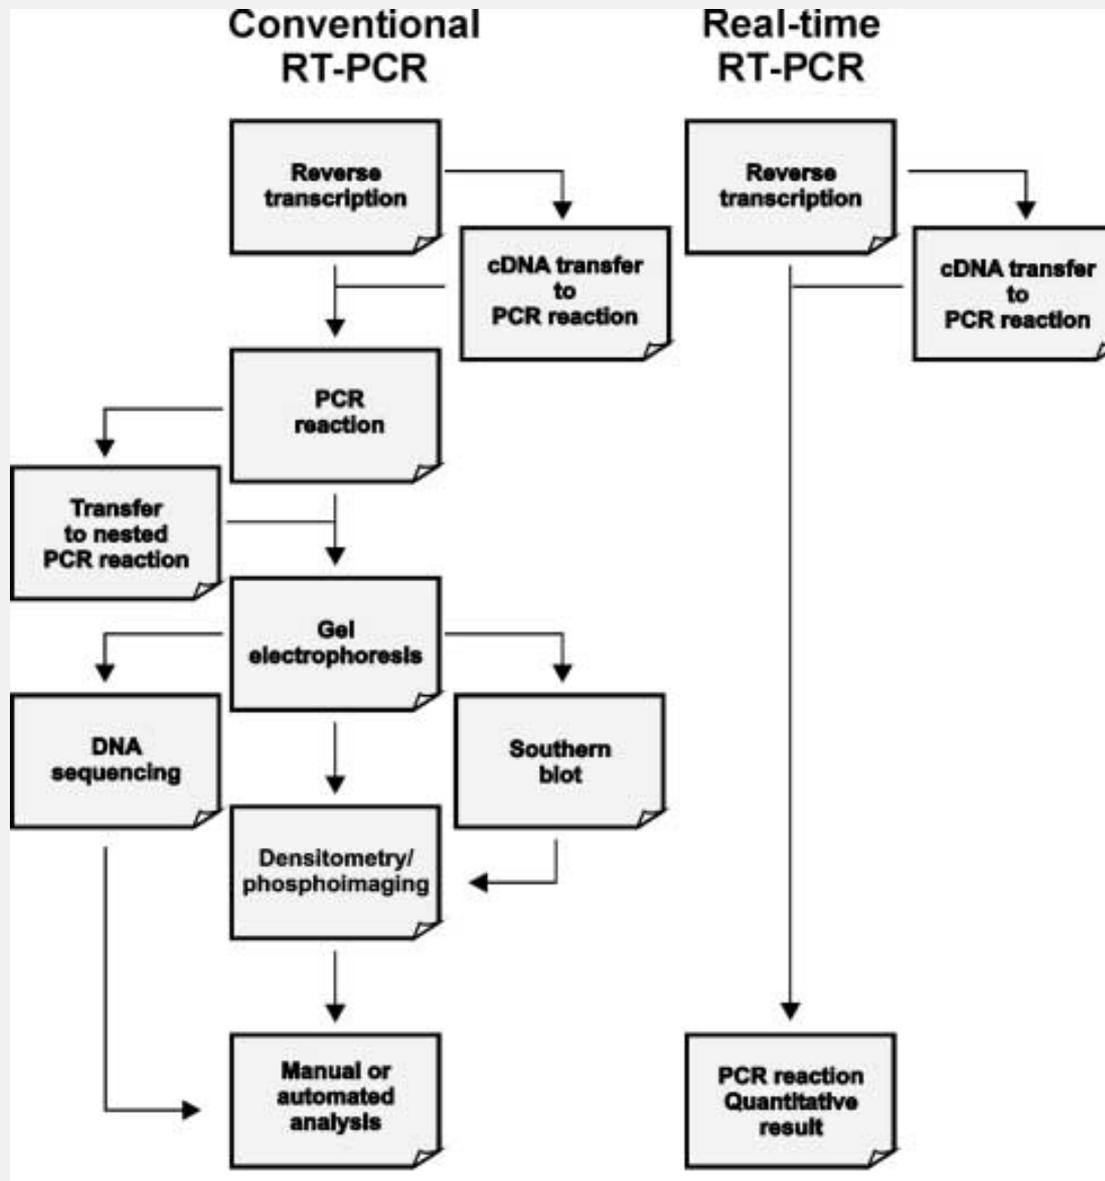 Conventional
RT-PCR
Real-time
RT-PCR
Reverse
transcription
cDNA transfer
to
PCR reaction
PCR
reaction
Transfer
to nested
PCR reaction
Gel
electrophoresis
DNA
sequencing
Southern
blot
Densitometry/
phosphoimaging
Manual or
automated
analysis
Reverse
transcription
cDNA transfer
to
PCR reaction
PCR reaction
Quantitative
result